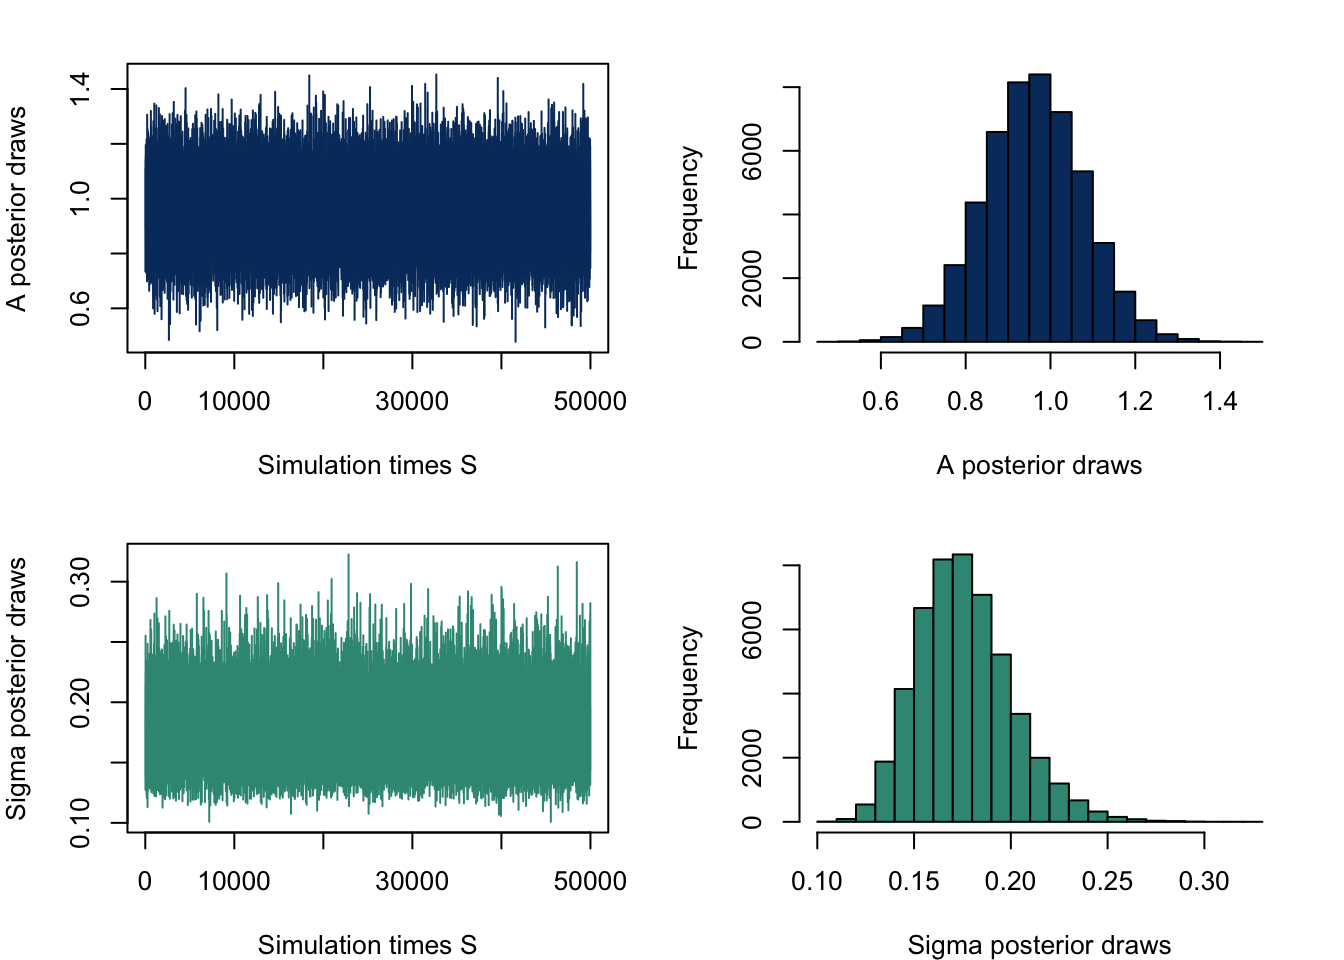 A posterior draws
1.4
1.0
0.6
0 10000 30000 50000
Simulation times S
Frequency
6000
2000
0
0.6 0.8 1.0 1.2 1.4
A posterior draws
Sigma posterior draws
0.30
0.20
0.10
0 10000 30000 50000
Simulation times S
Frequency
6000
2000
0
0.10 0.15 0.20 0.25 0.30
Sigma posterior draws